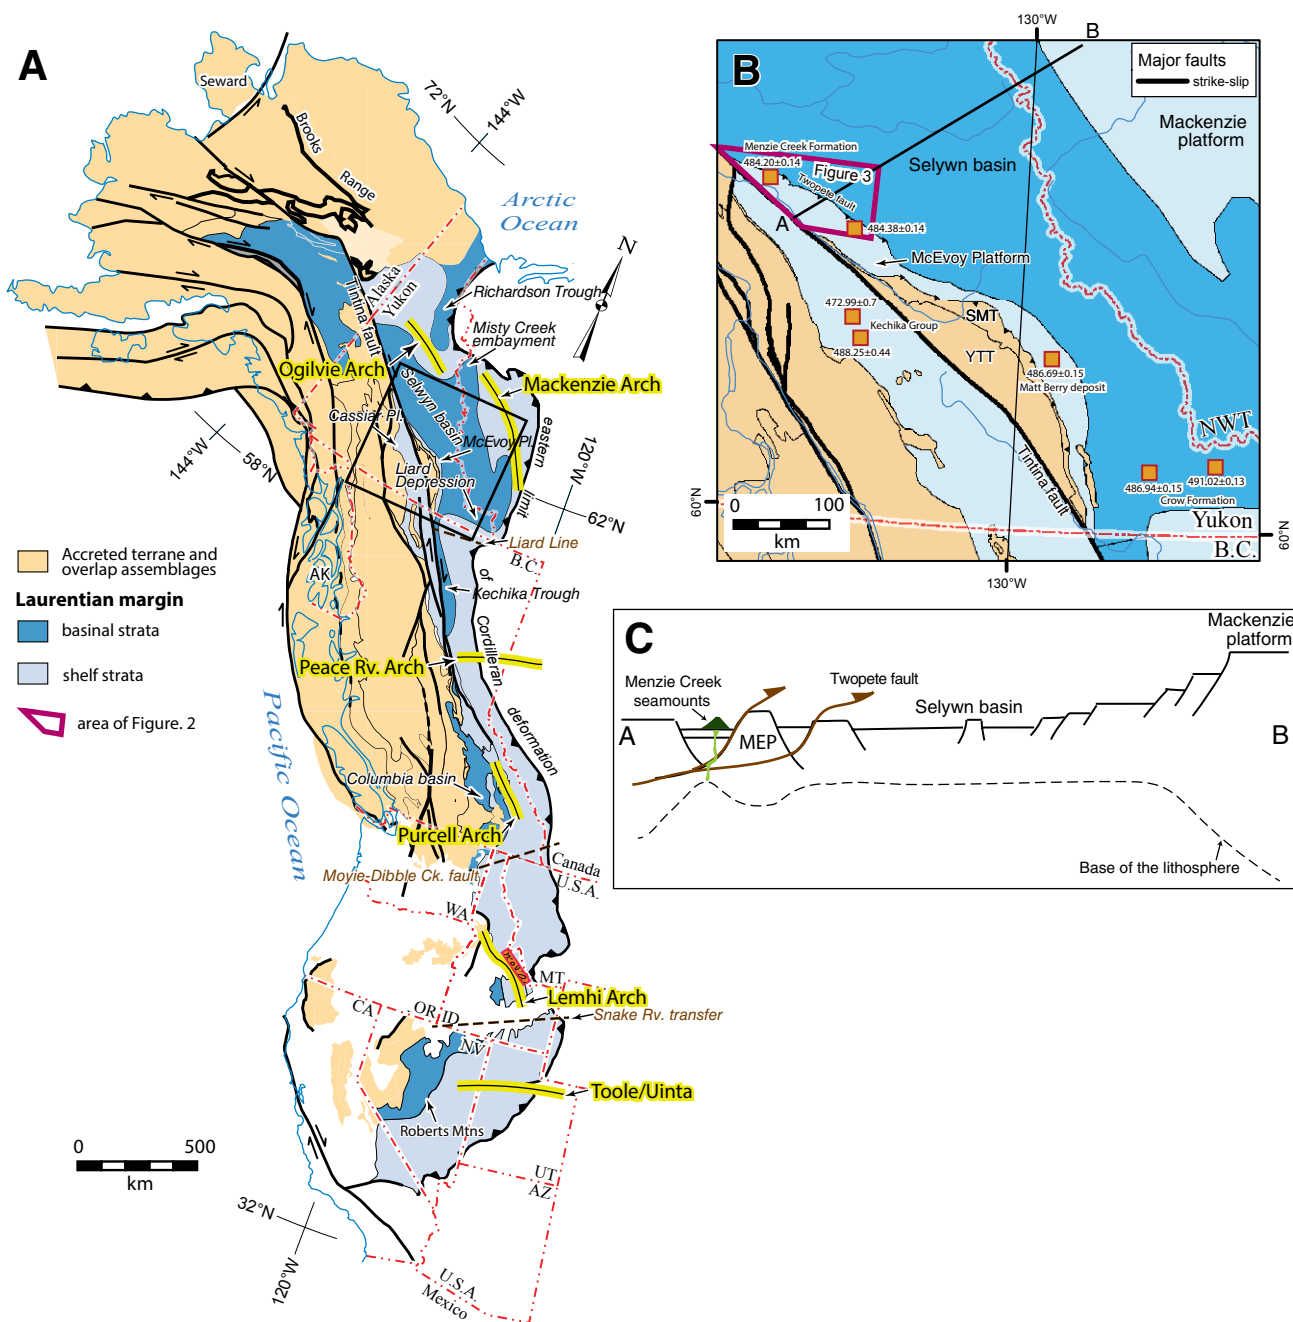 A
Seward
Brooks
Range
72°N
144°W
Arctic
Ocean
N
Alaska
Yukon
Tintina fault
Richardson Trough
Misty Creek
embayment
Ogilvie Arch
Mackenzie Arch
Selwyn basin
Cassiar Pl.
McEvoy Pl.
Liard
Depression
eastern
limit
of
Cordilleran
deformation
120°W
62°N
144°W
58°N
Liard Line
B.C.
Kechika Trough
AK
Accreted terrane and
overlap assemblages
Laurentian margin
basinal strata
shelf strata
area of Figure. 2
Peace Rv. Arch
Pacific Ocean
Columbia basin
Purcell Arch
Moyie-Dibble Ck. fault
Canada
U.S.A.
WA
MT
Lemhi Arch
CA
OR
ID
Snake Rv. transfer
NV
Toole/Uinta
Roberts Mtns
0
500
km
UT
AZ
32°N
120°W
U.S.A.
Mexico
B
130°W
B
Major faults
strike-slip
Mackenzie
platform
Menzie Creek Formation
484.20±0.14
Figure 3
Selywn basin
Twopete fault
A
484.38±0.14
McEvoy Platform
472.99±0.7
Kechika Group
488.25±0.44
SMT
YTT
486.69±0.15
Matt Berry deposit
NWT
Tintina fault
486.94±0.15
491.02±0.13
Crow Formation
60°N
0
100
km
Yukon
B.C.
60°N
130°W
C
Mackenzie
platform
Menzie Creek
seamounts
Twopete fault
Selwyn basin
A
MEP
B
Base of the lithosphere